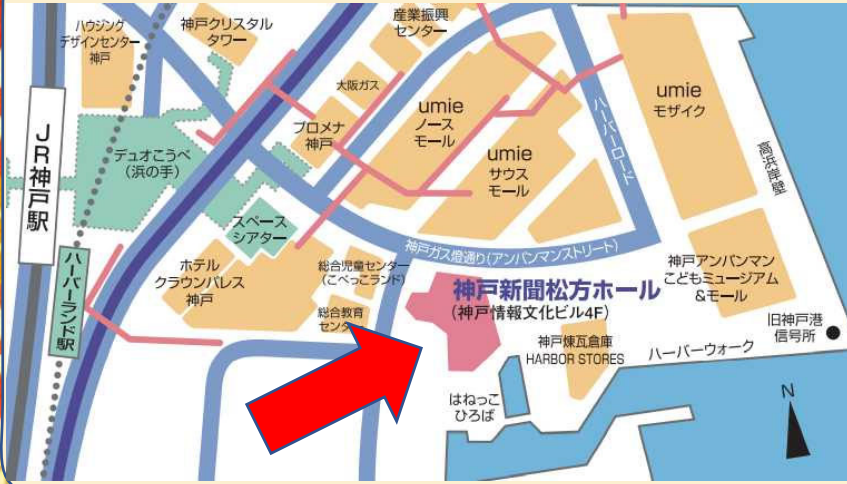 ハウジング
デザインセンター
神戸
神戸クリスタル
タワー
産業振興
センター
大阪ガス
プロメナ
神戸
umie
ノース
モール
umie
サウス
モール
umie
モザイク
ハーバーロード
高浜岸壁
JR神戸駅
デュオこうべ
(浜の手)
スペース
シアター
ハーバーランド駅
ホテル
クラウンパレス
神戸
総合児童センター
(こべっこランド)
総合教育
センター
神戸ガス燈通り(アンパンマンストリート)
神戸新聞松方ホール
(神戸情報文化ビル4F)
神戸アンパンマン
こどもミュージアム
&モール
神戸煉瓦倉庫
HARBOR STORES
ハーバーウォーク
旧神戸港
信号所
はねっこ
ひろば
N